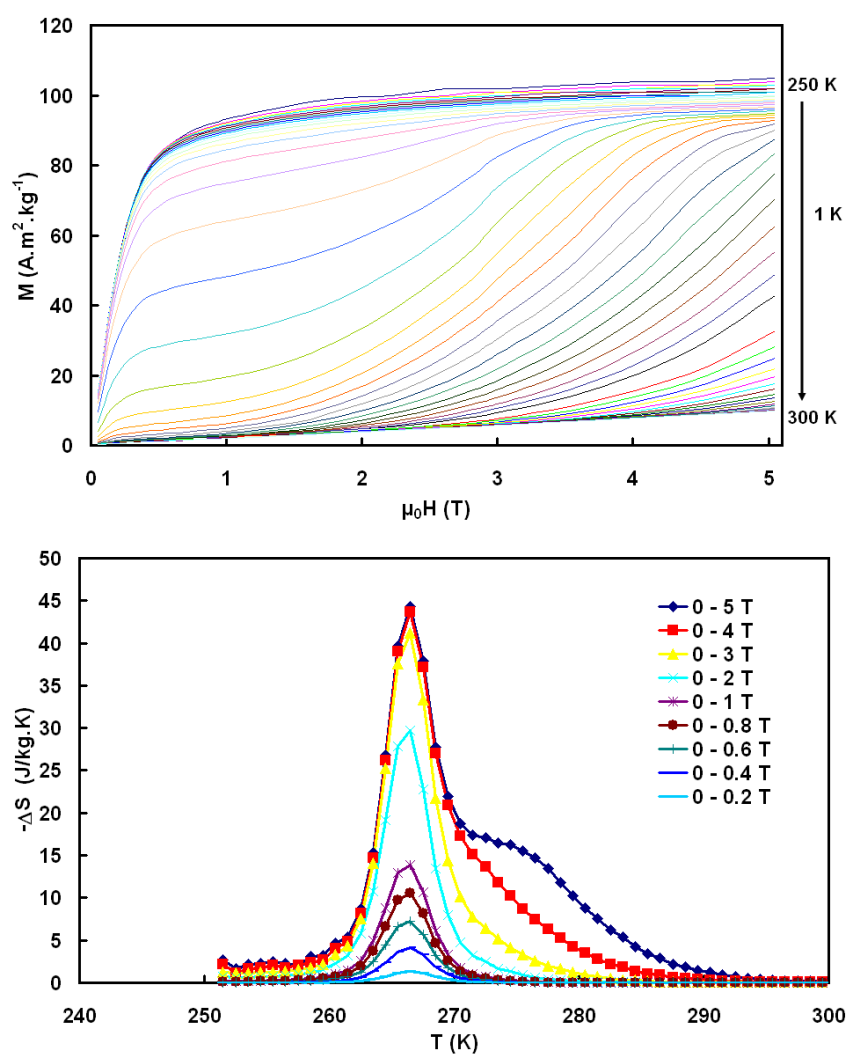 120
100
80
60
40
20
0
M (A.m².kg⁻¹)
250 K
1 K
300 K
0 1 2 3 4 5
µ₀H (T)
50
45
40
35
30
25
20
15
10
5
0
-ΔS (J/kg.K)
0 - 5 T
0 - 4 T
0 - 3 T
0 - 2 T
0 - 1 T
0 - 0.8 T
0 - 0.6 T
0 - 0.4 T
0 - 0.2 T
240 250 260 270 280 290 300
T (K)